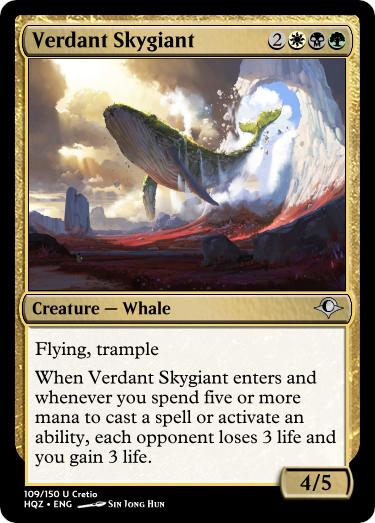 Verdant Skygiant 2
Creature — Whale
Flying, trample
When Verdant Skygiant enters and
whenever you spend five or more
mana to cast a spell or activate an
ability, each opponent loses 3 life and
you gain 3 life.
4/5
109/150 U Cretio
HQZ • ENG Sin Jong Hun